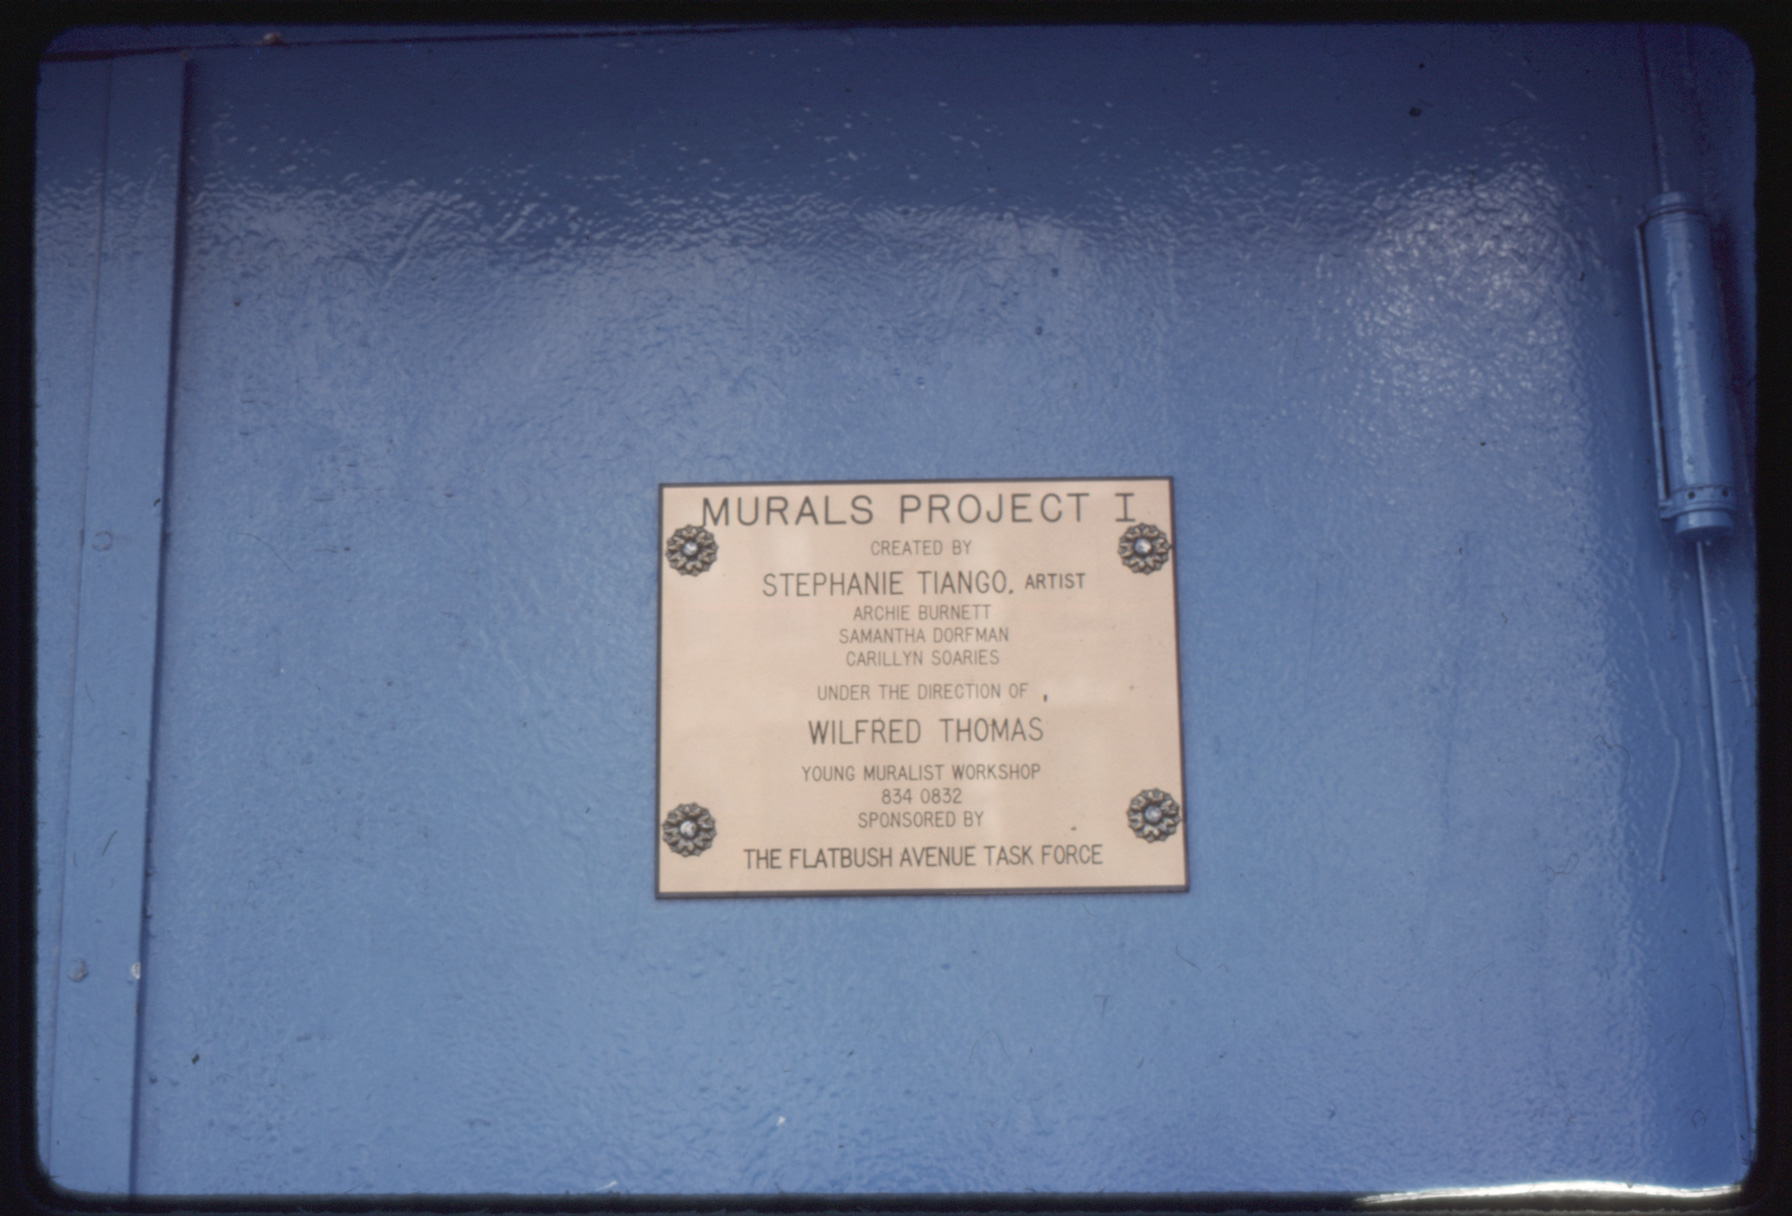 MURALS PROJECT I
CREATED BY
STEPHANIE TIANGO, ARTIST
ARCHIE BURNETT
SAMANTHA DORFMAN
CARILLYN SOARIES
UNDER THE DIRECTION OF
WILFRED THOMAS
YOUNG MURALIST WORKSHOP
834 0832
SPONSORED BY
THE FLATBUSH AVENUE TASK FORCE